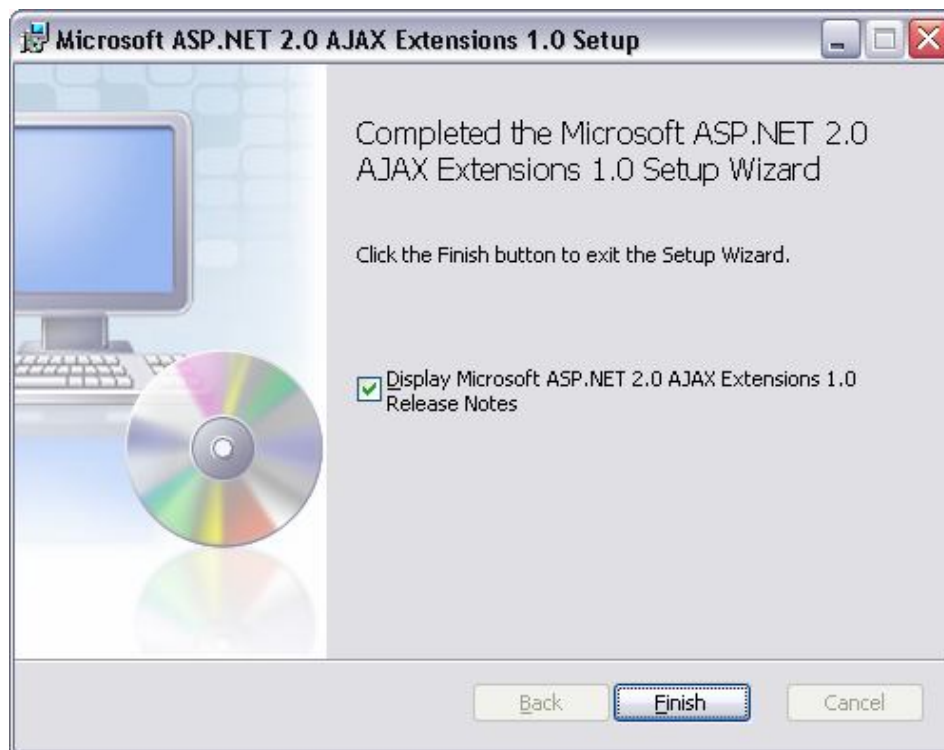 Microsoft ASP.NET 2.0 AJAX Extensions 1.0 Setup
Completed the Microsoft ASP.NET 2.0
AJAX Extensions 1.0 Setup Wizard
Click the Finish button to exit the Setup Wizard.
Display Microsoft ASP.NET 2.0 AJAX Extensions 1.0
Release Notes
Back
Finish
Cancel